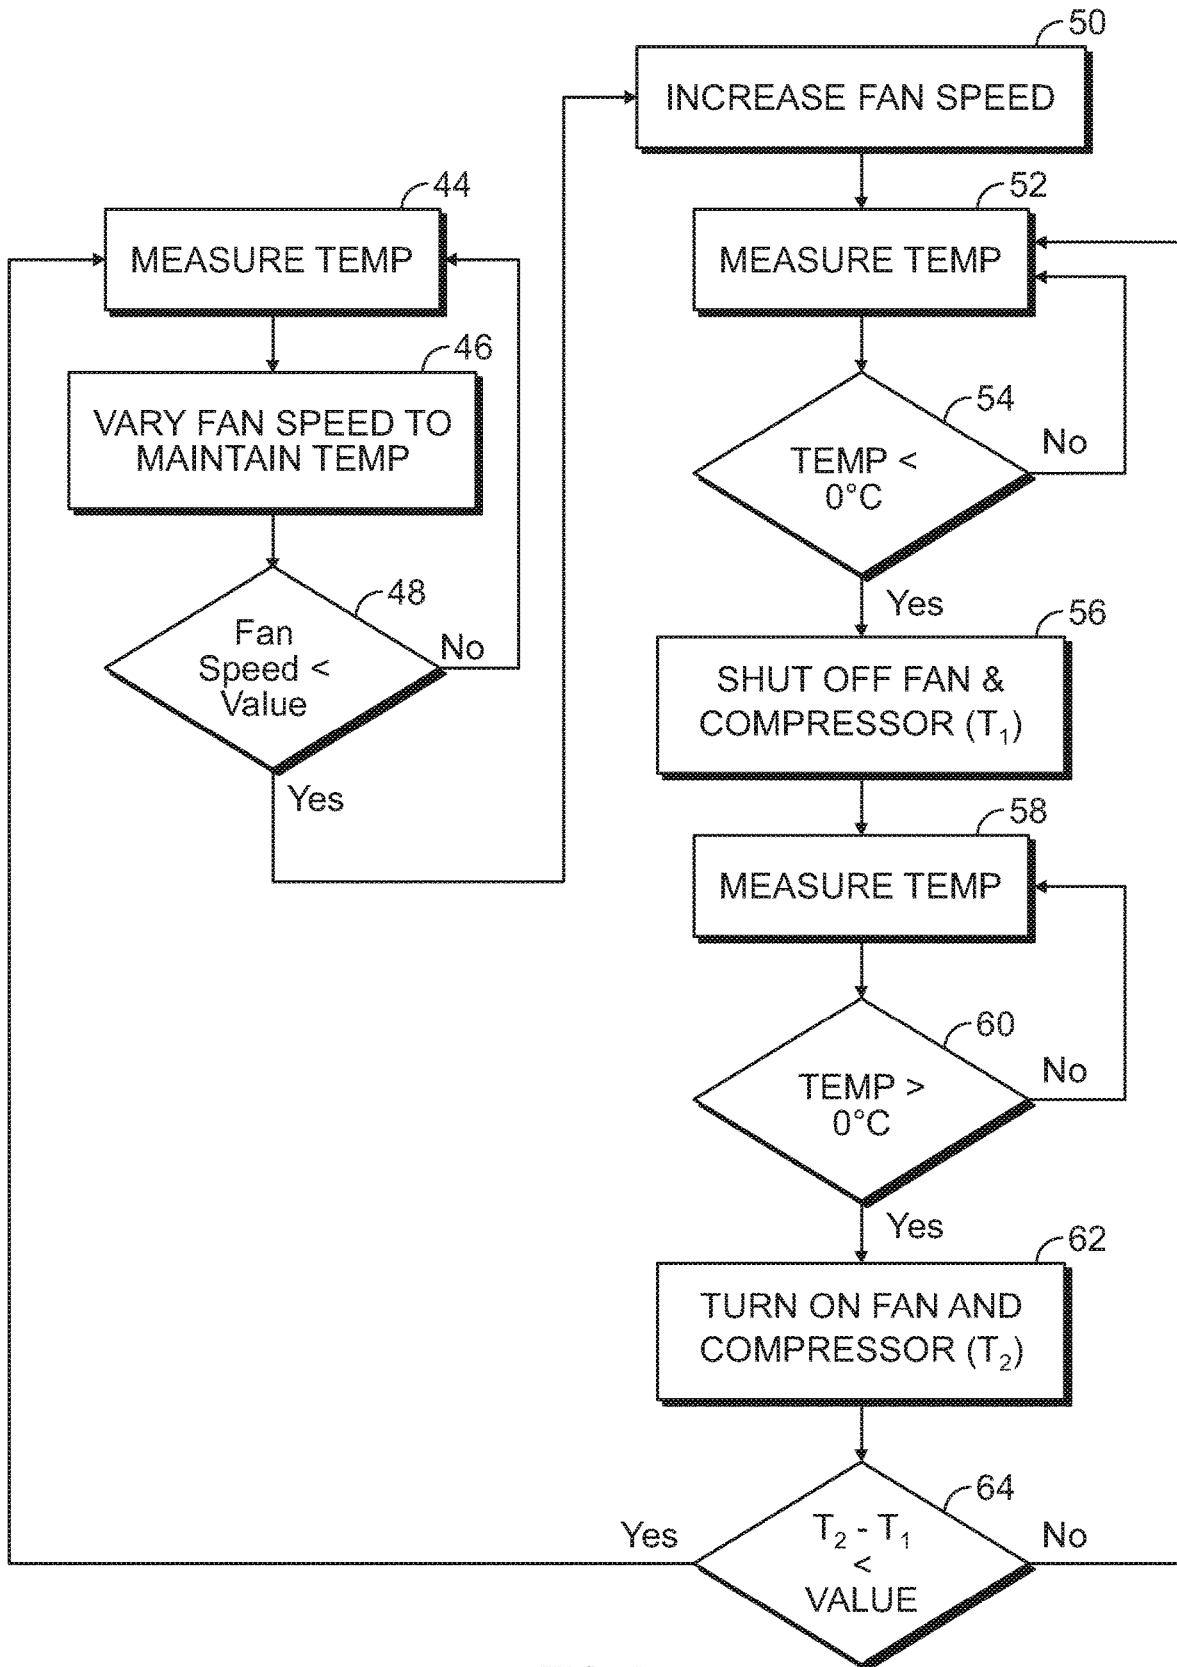 44
MEASURE TEMP
46
VARY FAN SPEED TO
MAINTAIN TEMP
48
Fan
Speed <
Value
No
Yes
50
INCREASE FAN SPEED
52
MEASURE TEMP
54
TEMP <
0°C
No
Yes
56
SHUT OFF FAN &
COMPRESSOR (T₁)
58
MEASURE TEMP
60
TEMP >
0°C
No
Yes
62
TURN ON FAN AND
COMPRESSOR (T₂)
64
T₂ - T₁
<
VALUE
Yes
No